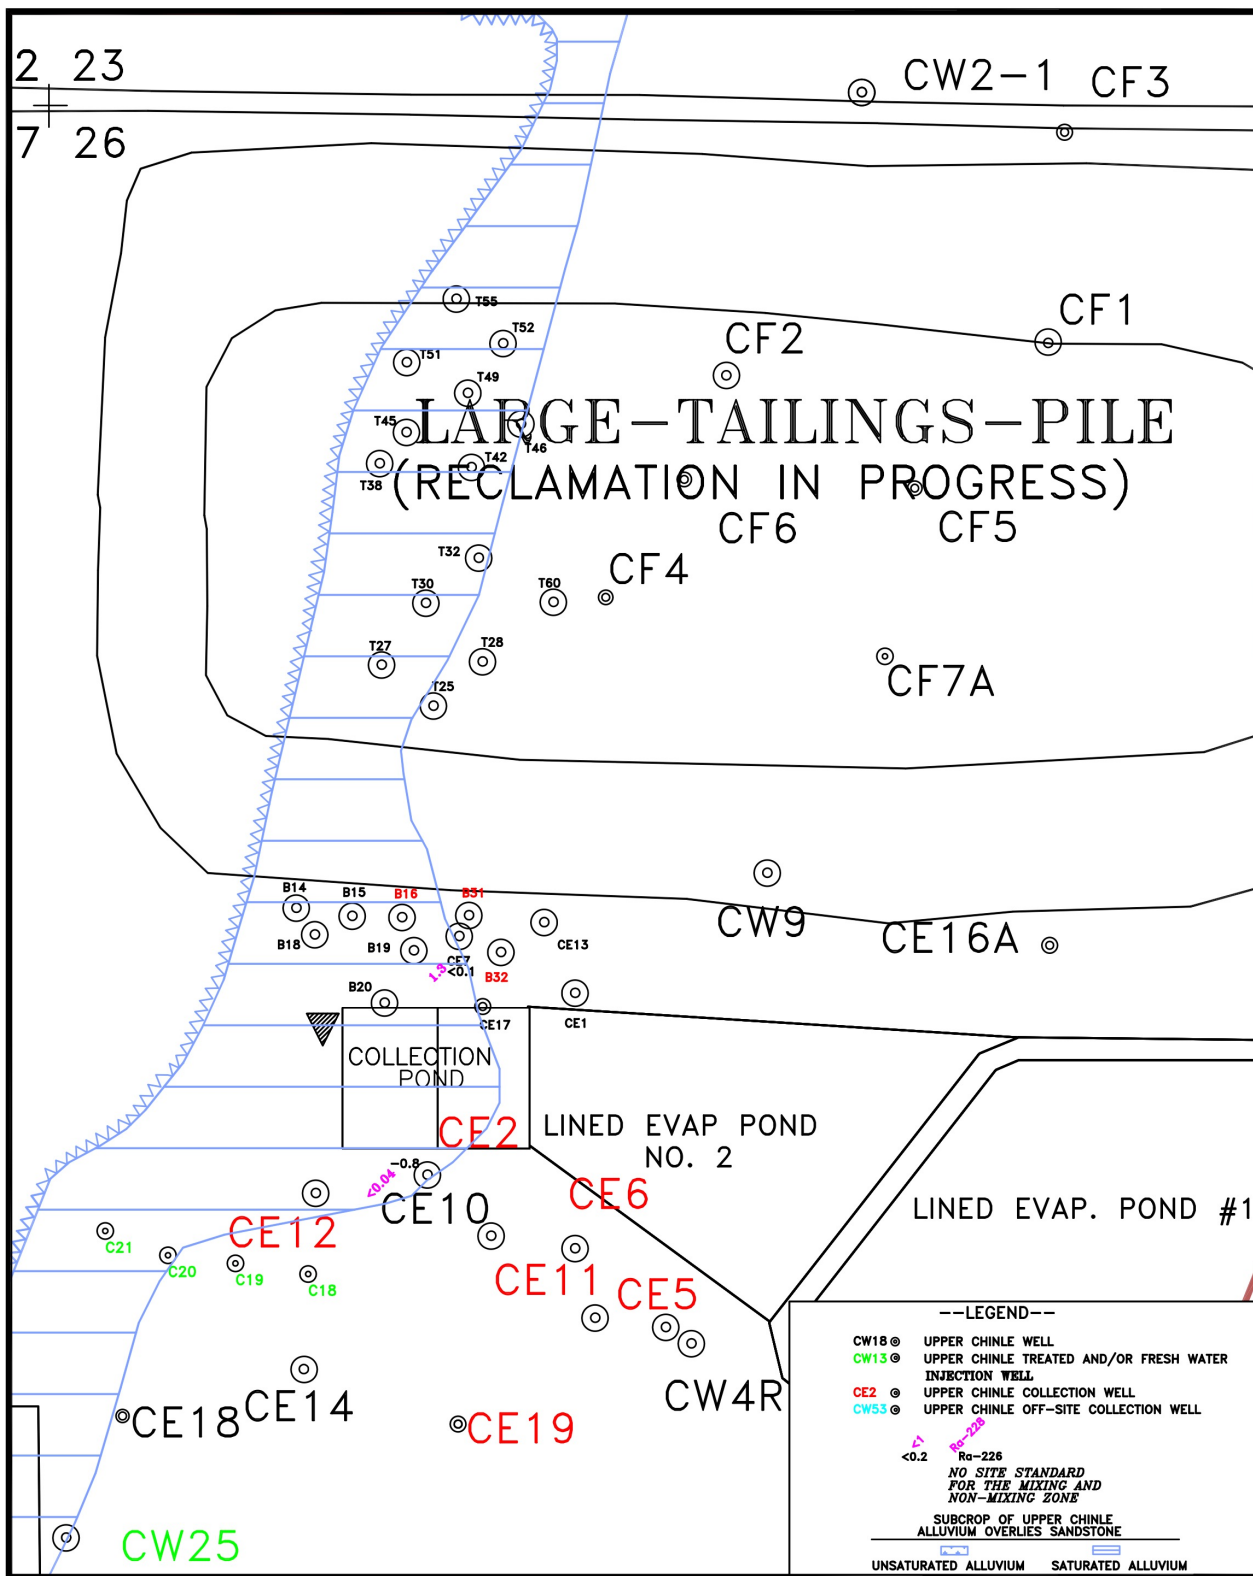 2 23
CW2-1
CF3
7 26
T55
T52
CF1
T51
CF2
T49
LARGE-TAILINGS-PILE
T45
T46
T42
T38
(RECLAMATION IN PROGRESS)
CF6
CF5
T32
CF4
T30
T60
T27
T28
CF7A
T25
B14
B15
B16
B31
CW9
CE16A
B18
B19
CE13
CE7
<0.1
1.3
B32
B20
CE17
CE1
COLLECTION
POND
CE2
LINED EVAP POND
NO. 2
-0.8
<0.04
CE10
CE6
LINED EVAP. POND #1
CE12
C21
C20
C19
C18
CE11
CE5
CW4R
CE14
CE18
CE19
CW25
--LEGEND--
CW18 UPPER CHINLE WELL
CW13 UPPER CHINLE TREATED AND/OR FRESH WATER
INJECTION WELL
CE2 UPPER CHINLE COLLECTION WELL
CW53 UPPER CHINLE OFF-SITE COLLECTION WELL
<1 Ra-228
<0.2 Ra-226
NO SITE STANDARD
FOR THE MIXING AND
NON-MIXING ZONE
SUBCROP OF UPPER CHINLE
ALLUVIUM OVERLIES SANDSTONE
UNSATURATED ALLUVIUM SATURATED ALLUVIUM